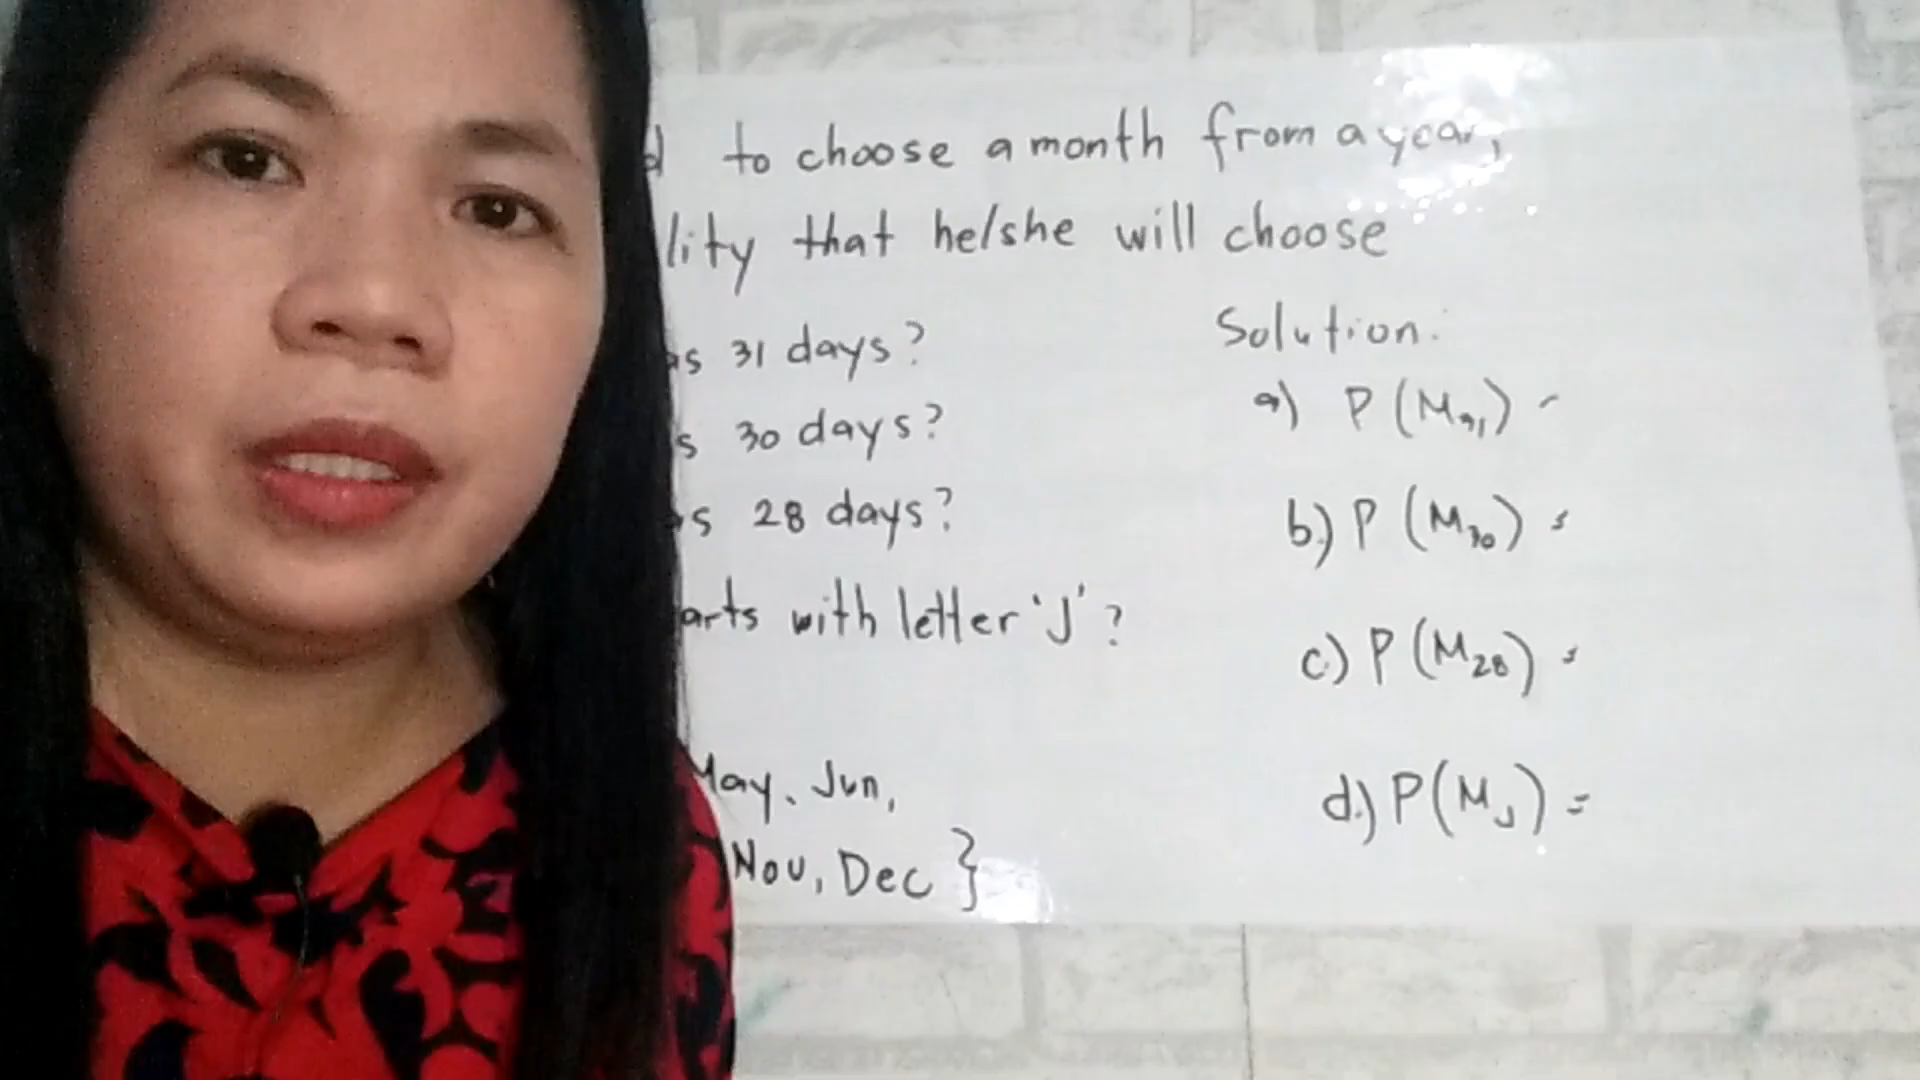 to choose a month from a year,
lity that he/she will choose
s 31 days?
s 30 days?
s 28 days?
arts with letter 'J'?
May, Jun,
Nov, Dec }
Solution:
a) P (M31) =
b.) P (M30) =
c.) P (M28) =
d.) P (MJ) =